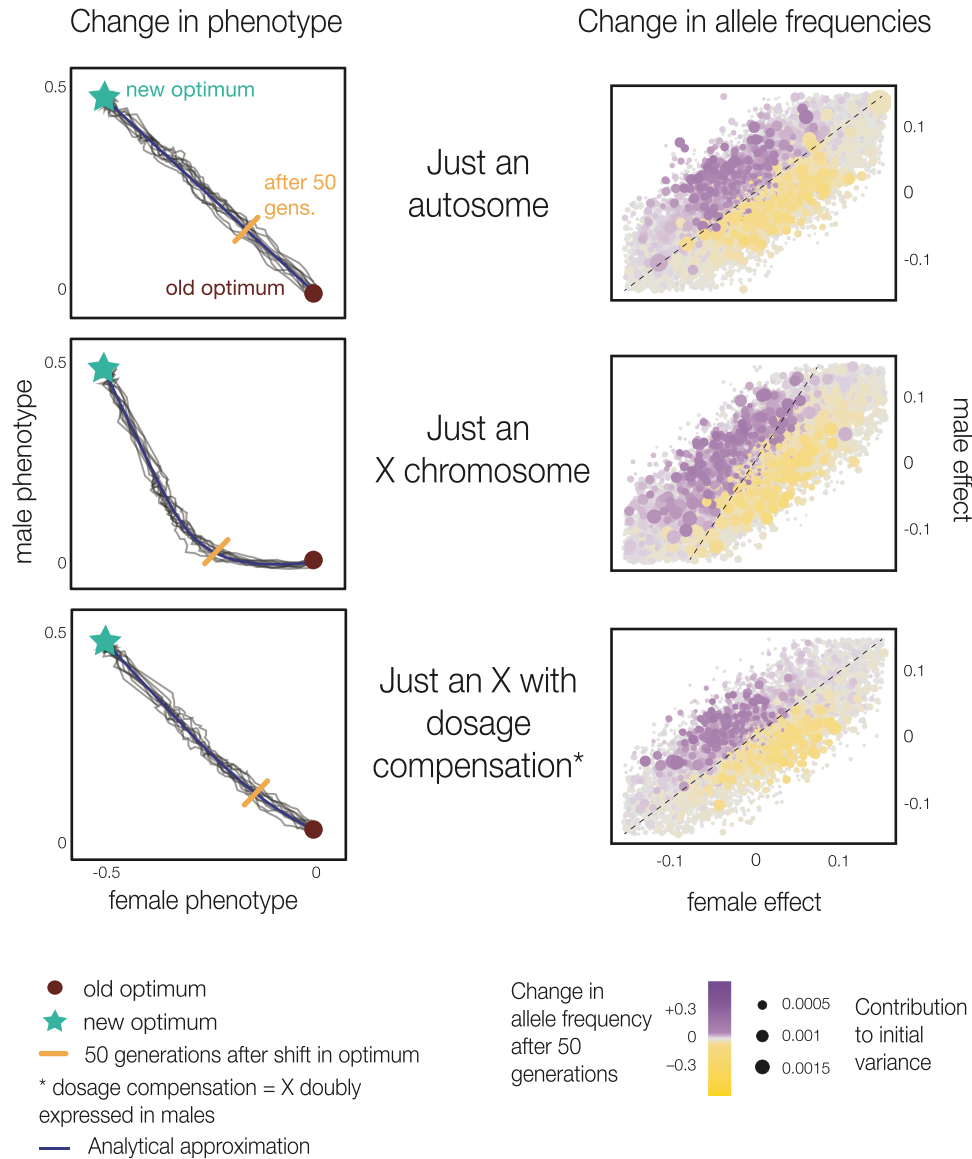 Change in phenotype
Change in allele frequencies
0.5
new optimum
after 50
gens.
old optimum
0
Just an
autosome
0.1
0
-0.1
0.5
0
male phenotype
Just an
X chromosome
0.1
0
-0.1
male effect
0.5
0
-0.5
0
female phenotype
Just an X with
dosage
compensation*
0.1
0
-0.1
-0.1
0
0.1
female effect
old optimum
new optimum
50 generations after shift in optimum
* dosage compensation = X doubly
expressed in males
Analytical approximation
Change in
allele frequency
after 50
generations
+0.3
0
−0.3
0.0005
0.001
0.0015
Contribution
to initial
variance